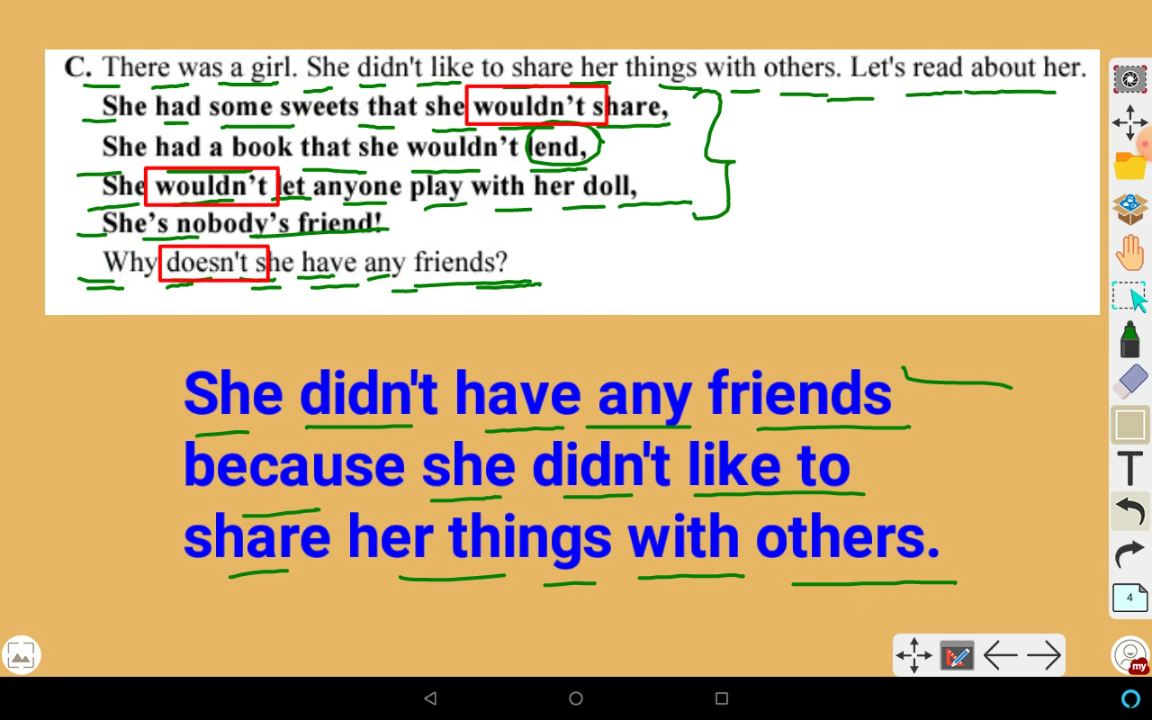 C. There was a girl. She didn't like to share her things with others. Let's read about her.
She had some sweets that she wouldn't share,
She had a book that she wouldn't lend,
She wouldn't let anyone play with her doll,
She's nobody's friend!
Why doesn't she have any friends?
She didn't have any friends
because she didn't like to
share her things with others.
T
4
my